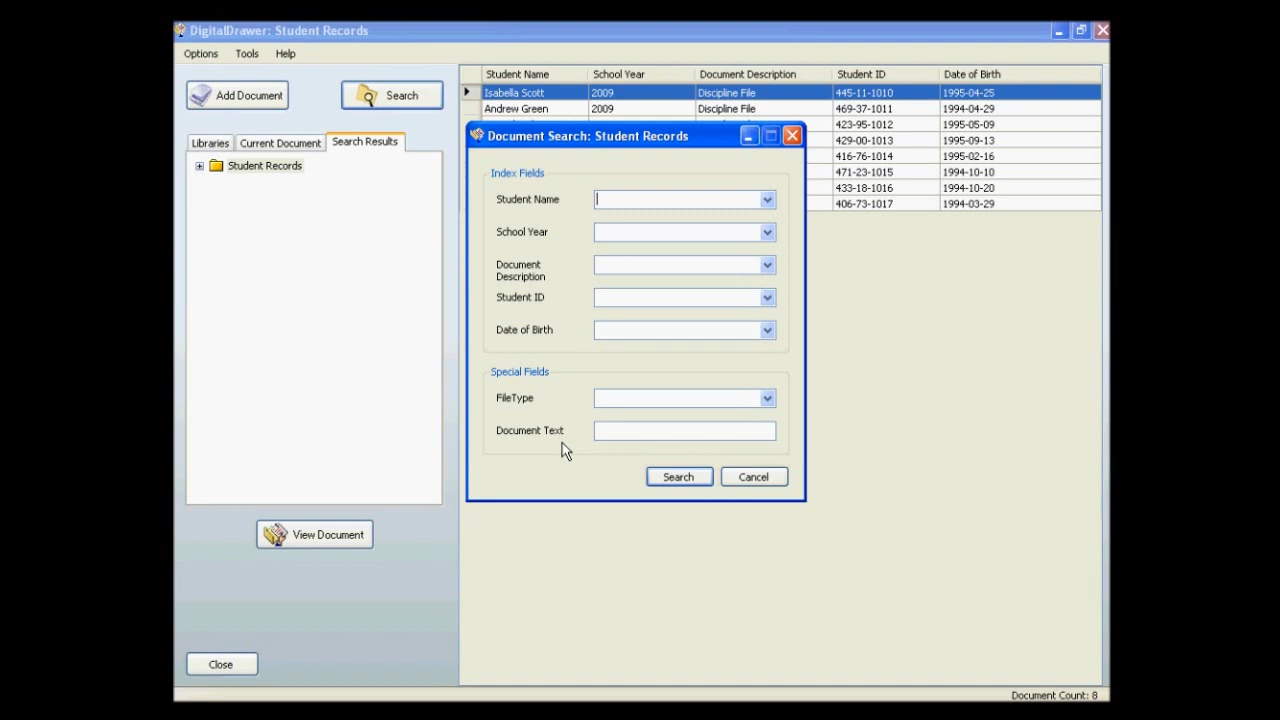 DigitalDrawer: Student Records
Options Tools Help
Add Document
Search
Libraries Current Document Search Results
Student Records
View Document
Close
Student Name School Year Document Description Student ID Date of Birth
Isabella Scott 2009 Discipline File 445-11-1010 1995-04-25
Andrew Green 2009 Discipline File 469-37-1011 1994-04-29
423-95-1012 1995-05-09
429-00-1013 1995-09-13
416-76-1014 1995-02-16
471-23-1015 1994-10-10
433-18-1016 1994-10-20
406-73-1017 1994-03-29
Document Search: Student Records
Index Fields
Student Name
School Year
Document
Description
Student ID
Date of Birth
Special Fields
FileType
Document Text
Search Cancel
Document Count: 8